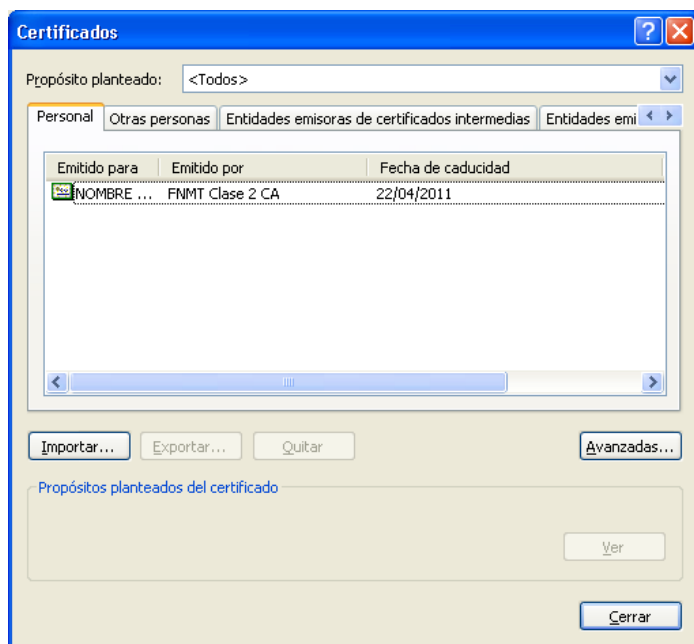 Certificados
Propósito planteado: <Todos>
Personal Otras personas Entidades emisoras de certificados intermedias Entidades emi
Emitido para Emitido por Fecha de caducidad
NOMBRE ... FNMT Clase 2 CA 22/04/2011
Importar... Exportar... Quitar Avanzadas...
Propósitos planteados del certificado
Ver
Cerrar